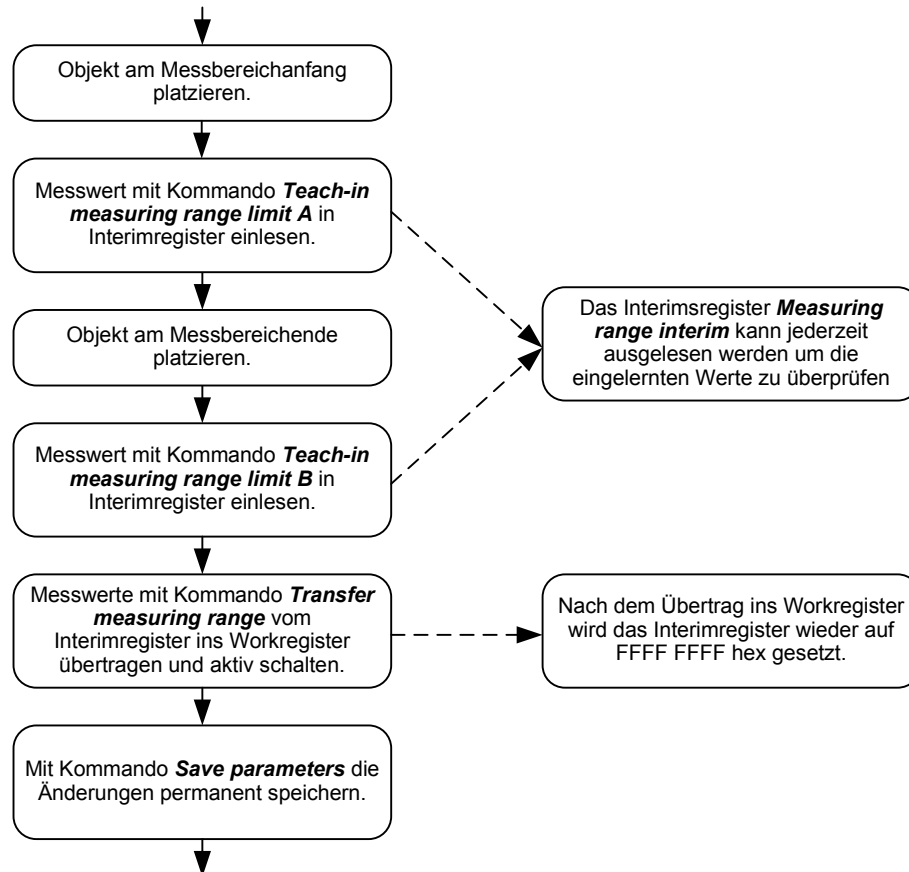 Objekt am Messbereichanfang
platzieren.
Messwert mit Kommando Teach-in
measuring range limit A in
Interimregister einlesen.
Objekt am Messbereichende
platzieren.
Das Interimsregister Measuring
range interim kann jederzeit
ausgelesen werden um die
eingelernten Werte zu überprüfen
Messwert mit Kommando Teach-in
measuring range limit B in
Interimregister einlesen.
Messwerte mit Kommando Transfer
measuring range vom
Interimregister ins Workregister
übertragen und aktiv schalten.
Nach dem Übertrag ins Workregister
wird das Interimregister wieder auf
FFFF FFFF hex gesetzt.
Mit Kommando Save parameters die
Änderungen permanent speichern.